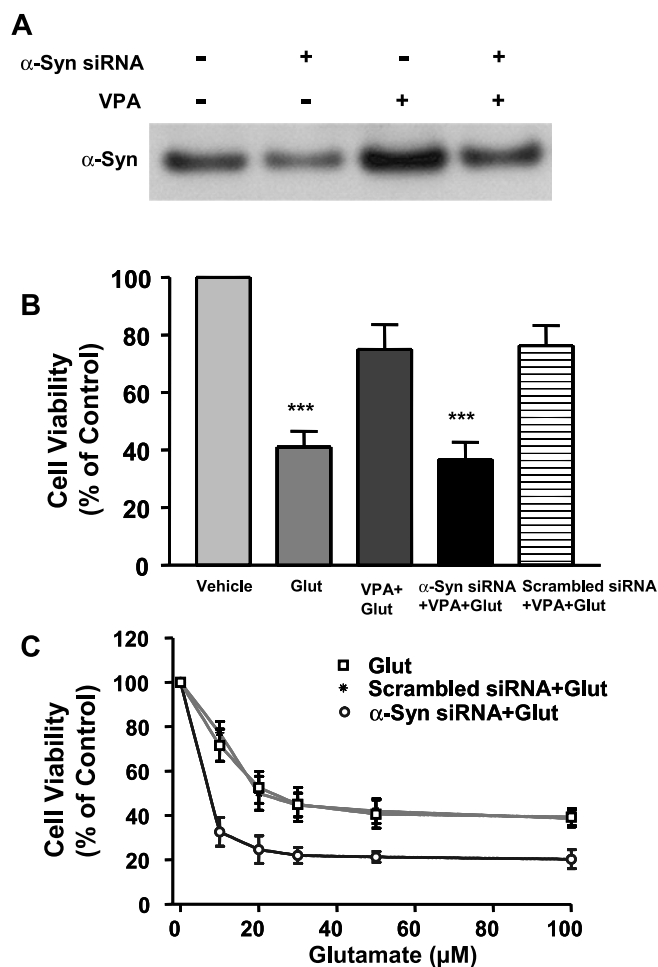 A
α-Syn siRNA - + - +
VPA - - + +
α-Syn
B
Cell Viability
(% of Control)
100
80
60
40
20
0
***
***
Vehicle
Glut
VPA+
Glut
α-Syn siRNA
+VPA+Glut
Scrambled siRNA
+VPA+Glut
C
Cell Viability
(% of Control)
120
100
80
60
40
20
0
Glut
Scrambled siRNA+Glut
α-Syn siRNA+Glut
0 20 40 60 80 100
Glutamate (µM)